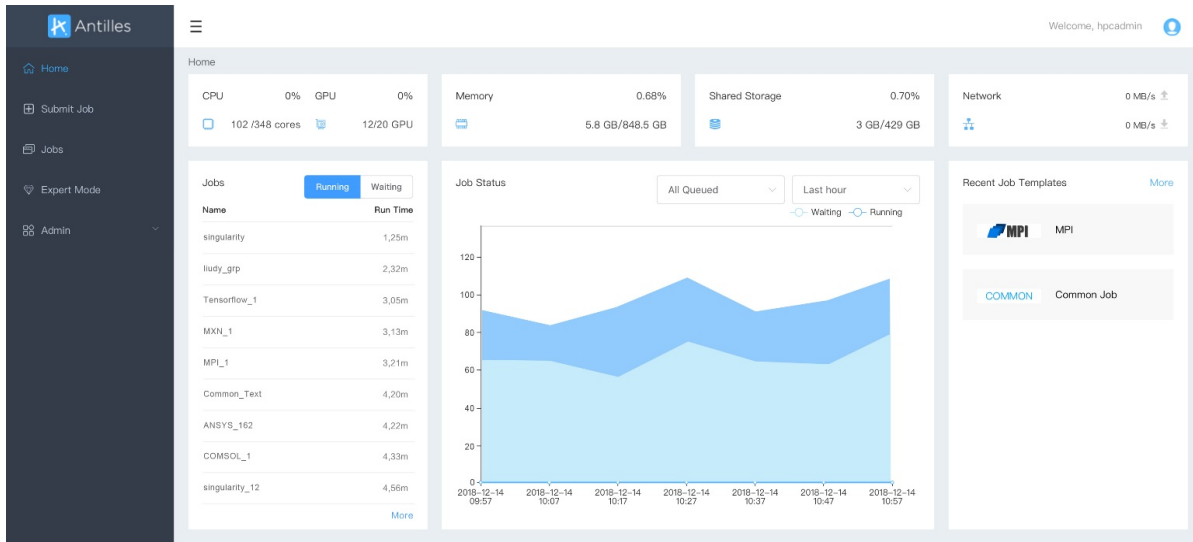 Antilles
Welcome, hpcadmin
Home
Submit Job
Jobs
Expert Mode
Admin
Home
CPU 0% GPU 0%
102 /348 cores 12/20 GPU
Memory 0.68%
5.8 GB/848.5 GB
Shared Storage 0.70%
3 GB/429 GB
Network 0 MB/s
0 MB/s
Jobs Running Waiting
Name Run Time
singularity 1,25m
liudy_grp 2,32m
Tensorflow_1 3,05m
MXN_1 3,13m
MPI_1 3,21m
Common_Text 4,20m
ANSYS_162 4,22m
COMSOL_1 4,33m
singularity_12 4,56m
More
Job Status All Queued Last hour
Waiting Running
120
100
80
60
40
20
0
2018-12-14 2018-12-14 2018-12-14 2018-12-14 2018-12-14 2018-12-14 2018-12-14
09:57 10:07 10:17 10:27 10:37 10:47 10:57
Recent Job Templates More
MPI MPI
COMMON Common Job